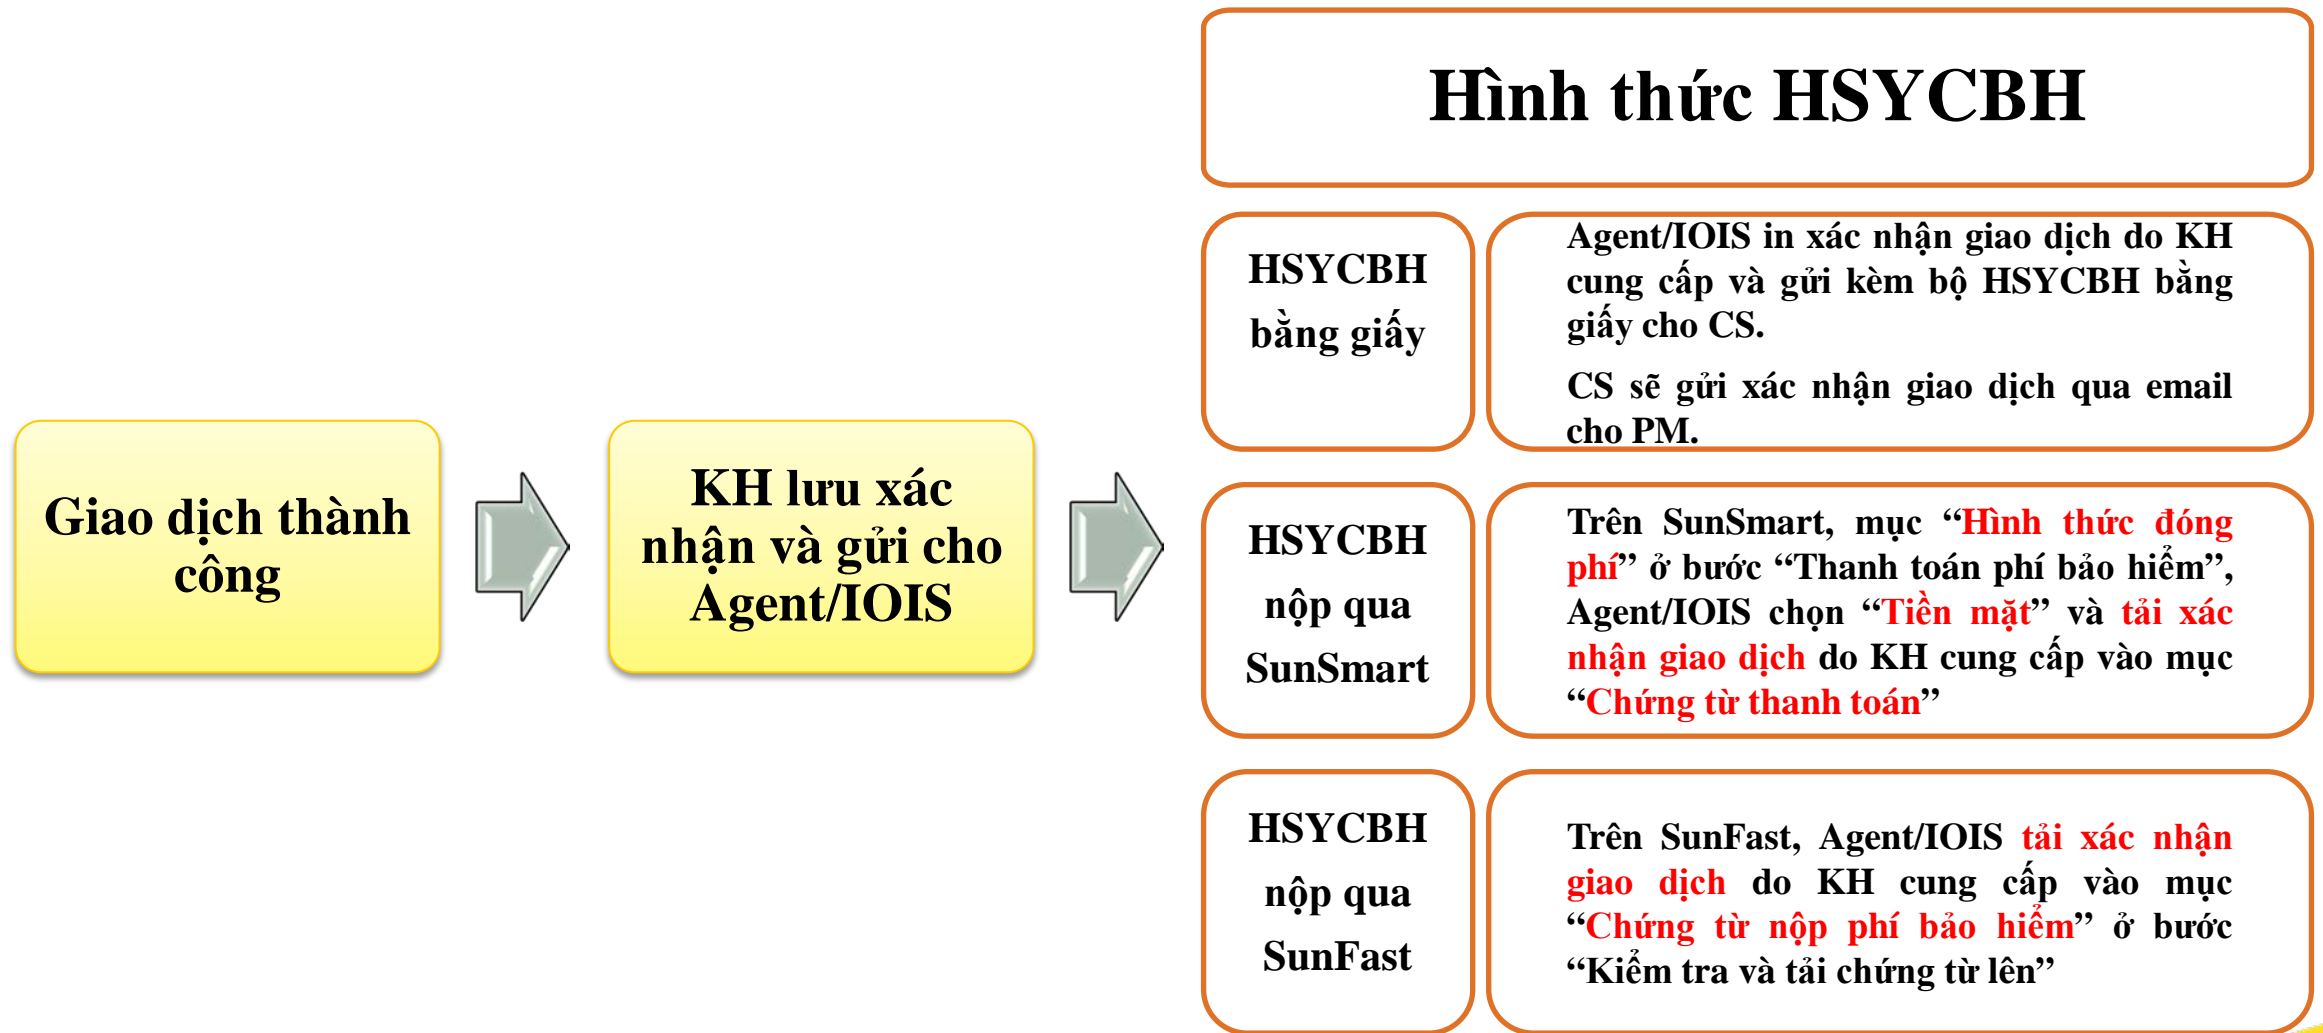 Hình thức HSYCBH
Giao dịch thành
công
KH lưu xác
nhận và gửi cho
Agent/IOIS
HSYCBH
bằng giấy
Agent/IOIS in xác nhận giao dịch do KH
cung cấp và gửi kèm bộ HSYCBH bằng
giấy cho CS.
CS sẽ gửi xác nhận giao dịch qua email
cho PM.
HSYCBH
nộp qua
SunSmart
Trên SunSmart, mục “Hình thức đóng
phí” ở bước “Thanh toán phí bảo hiểm”,
Agent/IOIS chọn “Tiền mặt” và tải xác
nhận giao dịch do KH cung cấp vào mục
“Chứng từ thanh toán”
HSYCBH
nộp qua
SunFast
Trên SunFast, Agent/IOIS tải xác nhận
giao dịch do KH cung cấp vào mục
“Chứng từ nộp phí bảo hiểm” ở bước
“Kiểm tra và tải chứng từ lên”